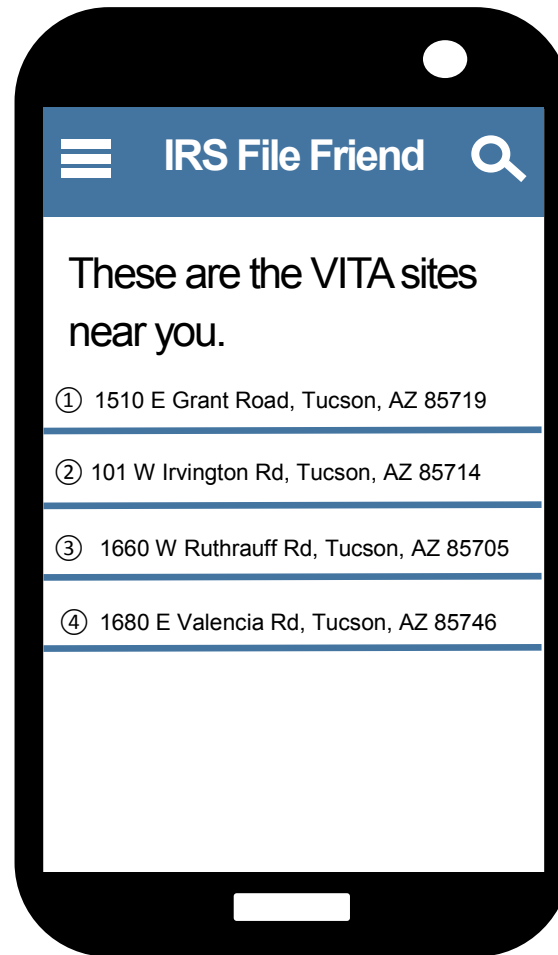 IRS File Friend
These are the VITA sites
near you.
① 1510 E Grant Road, Tucson, AZ 85719
② 101 W Irvington Rd, Tucson, AZ 85714
③ 1660 W Ruthrauff Rd, Tucson, AZ 85705
④ 1680 E Valencia Rd, Tucson, AZ 85746